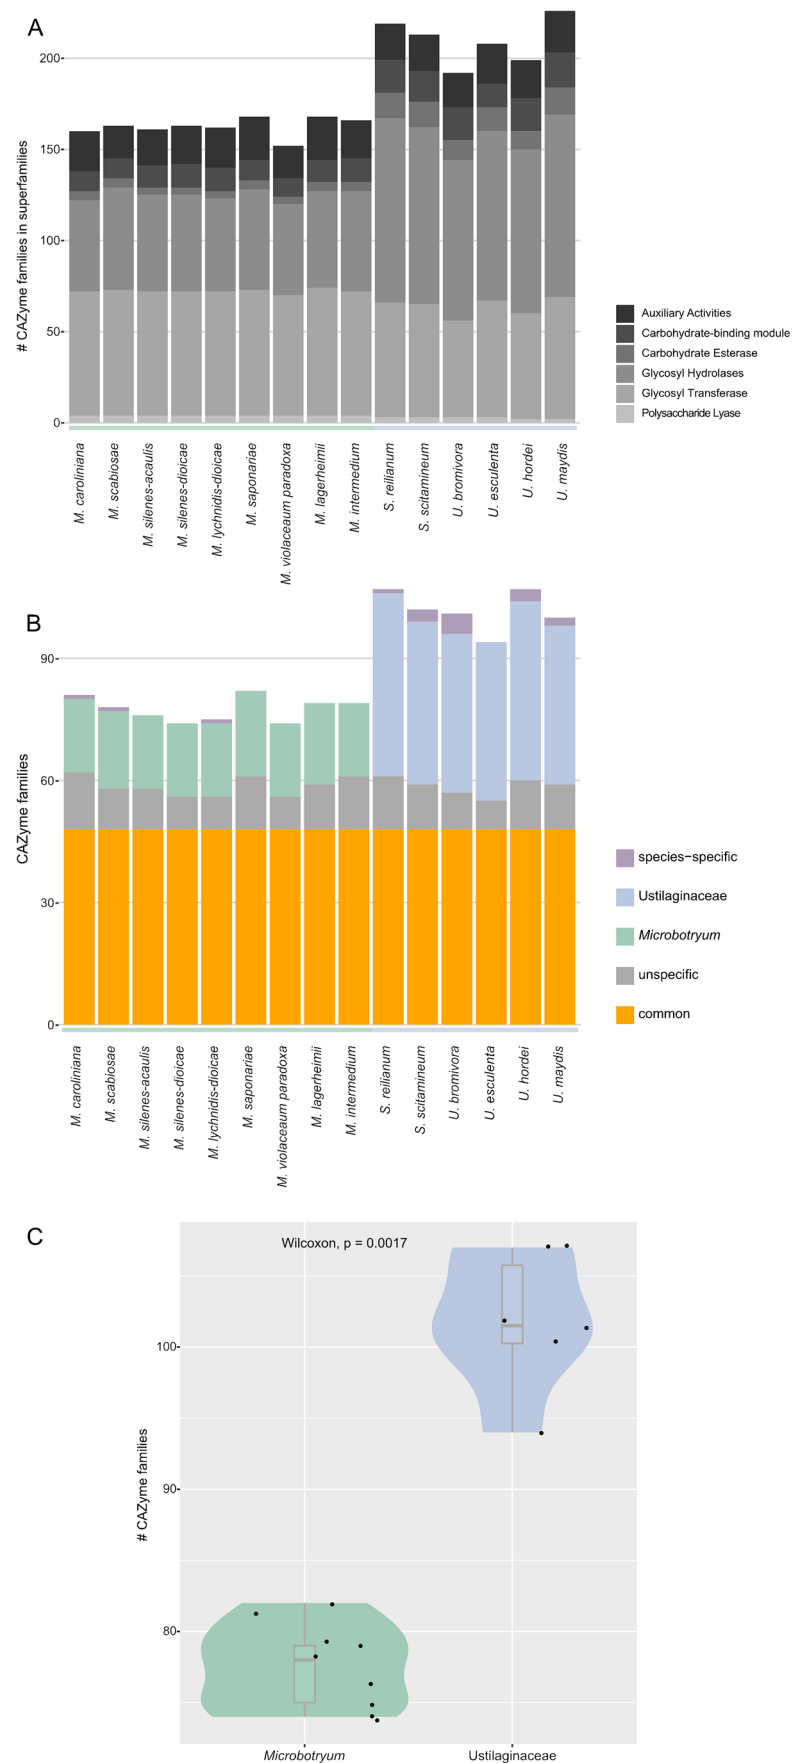 A
# CAZyme families in superfamilies
200
150
100
50
0
Auxiliary Activities
Carbohydrate-binding module
Carbohydrate Esterase
Glycosyl Hydrolases
Glycosyl Transferase
Polysaccharide Lyase
M. caroliniana
M. scabiosae
M. silenes-acaulis
M. silenes-dioicae
M. lychnidis-dioicae
M. saponariae
M. violaceaum paradoxa
M. lagerheimii
M. intermedium
S. reilianum
S. scitamineum
U. bromivora
U. esculenta
U. hordei
U. maydis
B
CAZyme families
90
60
30
0
species-specific
Ustilaginaceae
Microbotryum
unspecific
common
M. caroliniana
M. scabiosae
M. silenes-acaulis
M. silenes-dioicae
M. lychnidis-dioicae
M. saponariae
M. violaceaum paradoxa
M. lagerheimii
M. intermedium
S. reilianum
S. scitamineum
U. bromivora
U. esculenta
U. hordei
U. maydis
C
Wilcoxon, p = 0.0017
# CAZyme families
100
90
80
Microbotryum
Ustilaginaceae